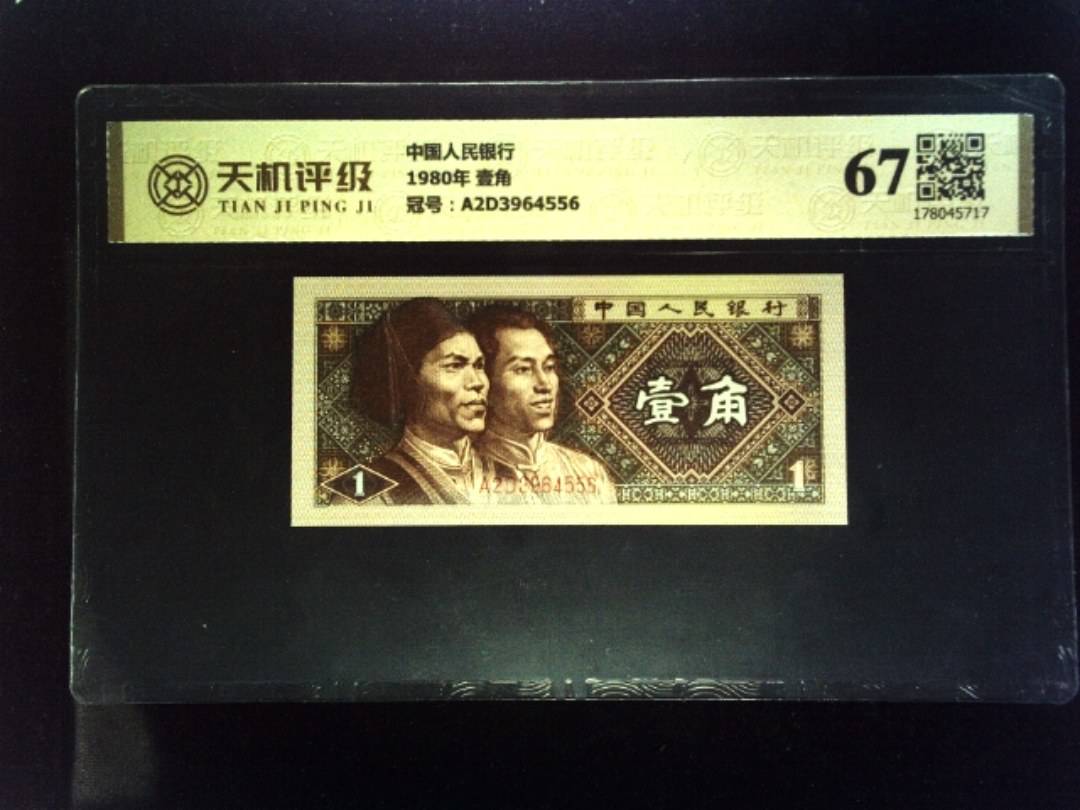 天机评级
TIAN JI PING JI
中国人民银行
1980年 壹角
冠号：A2D3964556
67
178045717
中国人民银行
壹角
1
A2D3964556
1